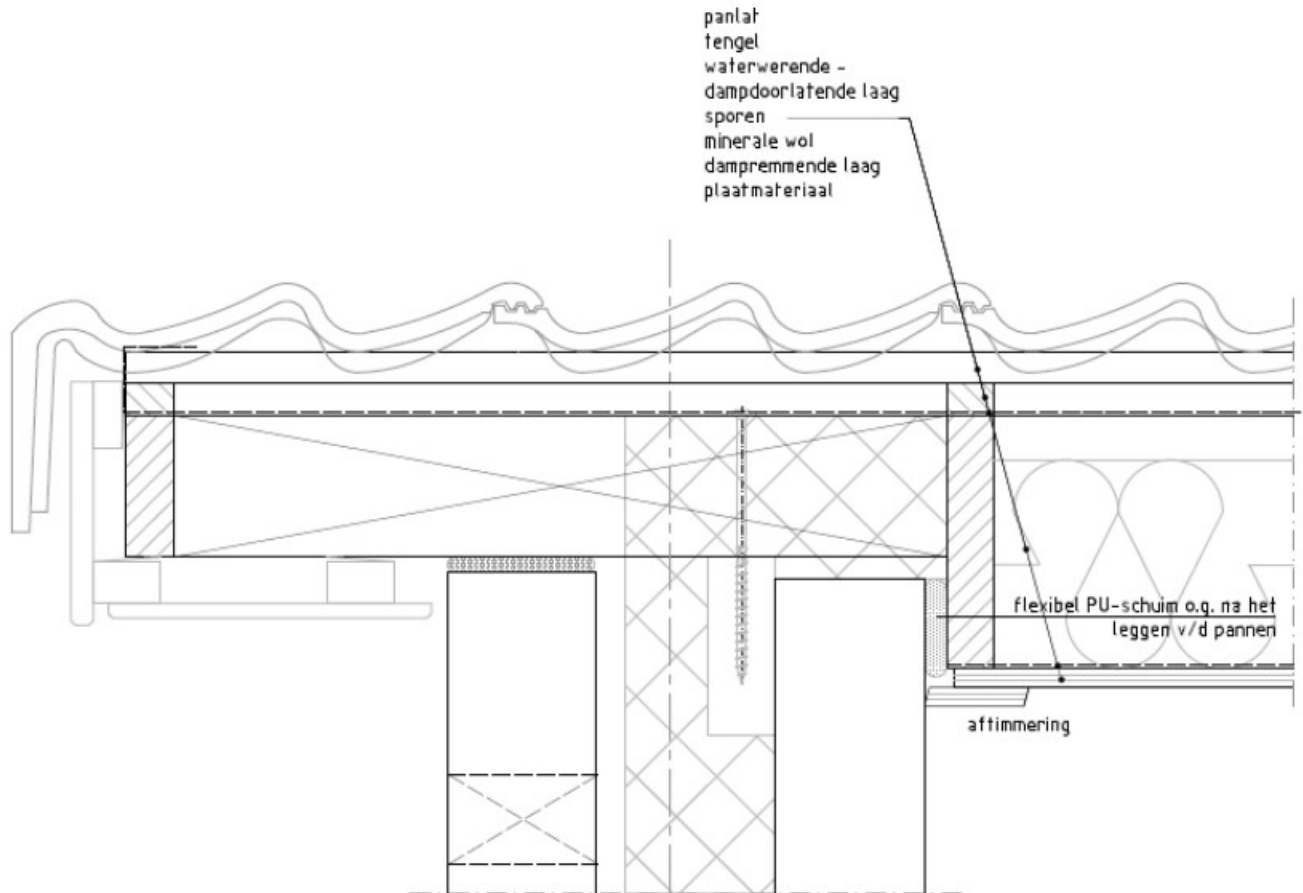 panlat
tengel
waterwerende -
dampdoorlatende laag
sporen
minerale wol
dampremmende laag
plaatmateriaal
flexibel PU-schuim o.g. na het
leggen v/d pannen
aftimmering